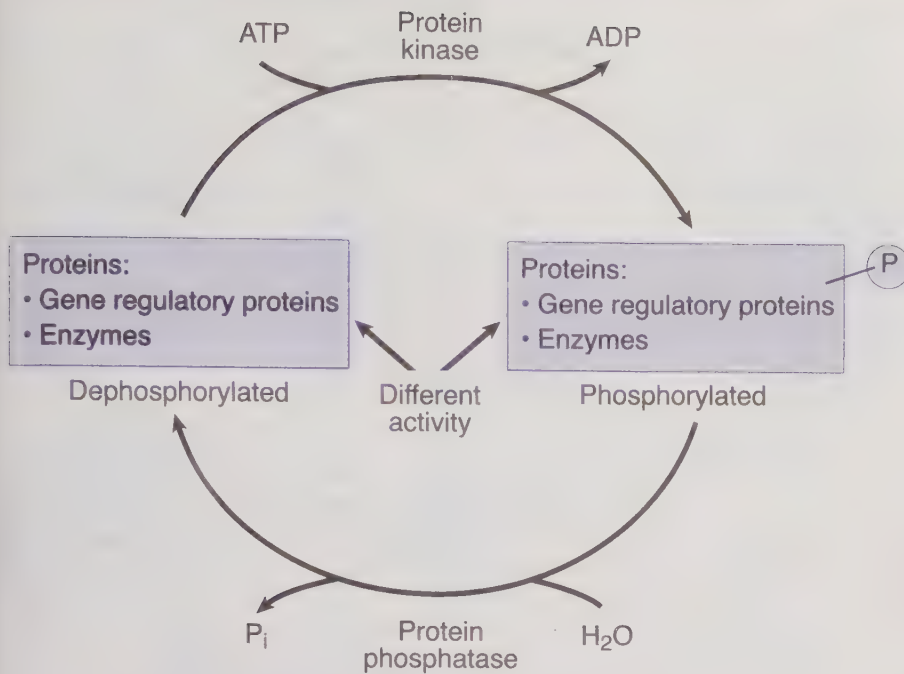 ATP
Protein
kinase
ADP
Proteins:
• Gene regulatory proteins
• Enzymes
Dephosphorylated
Proteins:
• Gene regulatory proteins
• Enzymes
P
Phosphorylated
Different
activity
Pi
Protein
phosphatase
H₂O